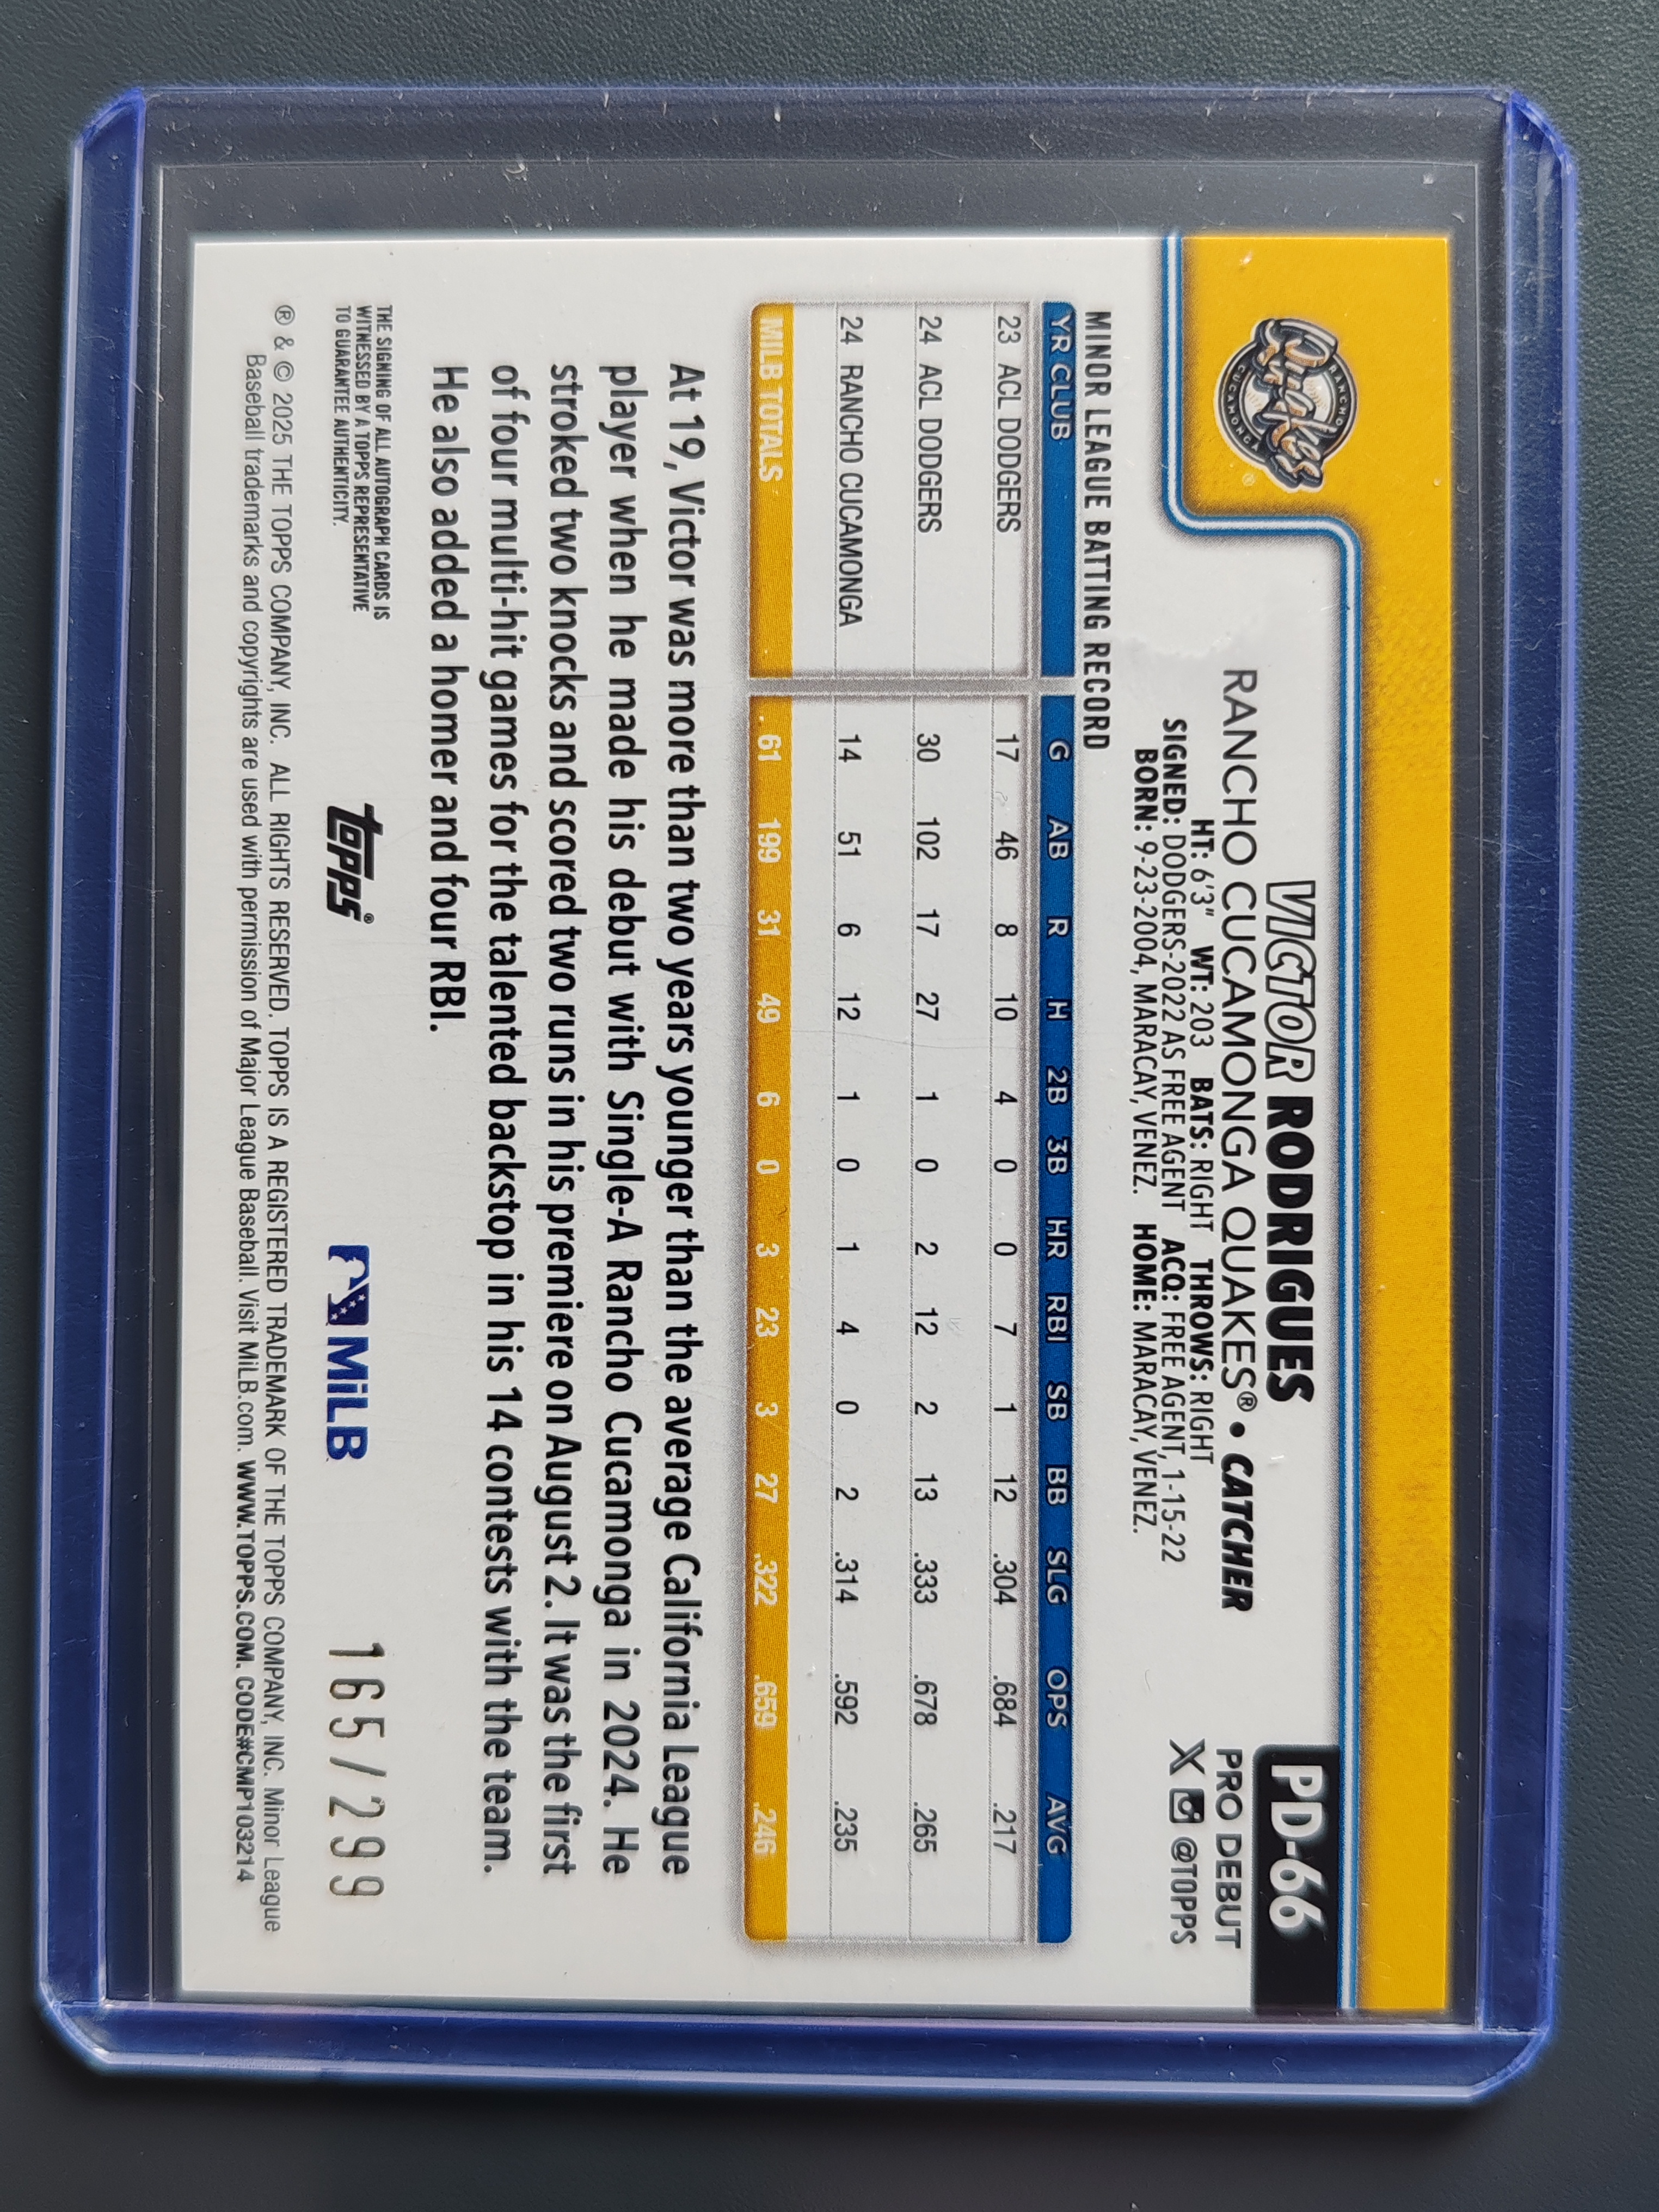 Quakes
RANCHO
CUCAMONGA
®
VICTOR RODRIGUES
RANCHO CUCAMONGA QUAKES® • CATCHER
HT: 6'3" WT: 203 BATS: RIGHT THROWS: RIGHT
SIGNED: DODGERS-2022 AS FREE AGENT ACQ: FREE AGENT, 1-15-22
BORN: 9-23-2004, MARACAY, VENEZ. HOME: MARACAY, VENEZ.
PD-66
PRO DEBUT
X @TOPPS
MINOR LEAGUE BATTING RECORD
YR CLUB G AB R H 2B 3B HR RBI SB BB SLG OPS AVG
23 ACL DODGERS 17 46 8 10 4 0 0 7 1 12 .304 .684 .217
24 ACL DODGERS 30 102 17 27 1 0 2 12 2 13 .333 .678 .265
24 RANCHO CUCAMONGA 14 51 6 12 1 0 1 4 0 2 .314 .592 .235
MILB TOTALS 61 199 31 49 6 0 3 23 3 27 .322 .659 .246
At 19, Victor was more than two years younger than the average California League
player when he made his debut with Single-A Rancho Cucamonga in 2024. He
stroked two knocks and scored two runs in his premiere on August 2. It was the first
of four multi-hit games for the talented backstop in his 14 contests with the team.
He also added a homer and four RBI.
THE SIGNING OF ALL AUTOGRAPH CARDS IS
WITNESSED BY A TOPPS REPRESENTATIVE
TO GUARANTEE AUTHENTICITY.
topps®
MiLB
165/299
® & © 2025 THE TOPPS COMPANY, INC. ALL RIGHTS RESERVED. TOPPS IS A REGISTERED TRADEMARK OF THE TOPPS COMPANY, INC. Minor League
Baseball trademarks and copyrights are used with permission of Major League Baseball. Visit MiLB.com. WWW.TOPPS.COM. CODE#CMP103214